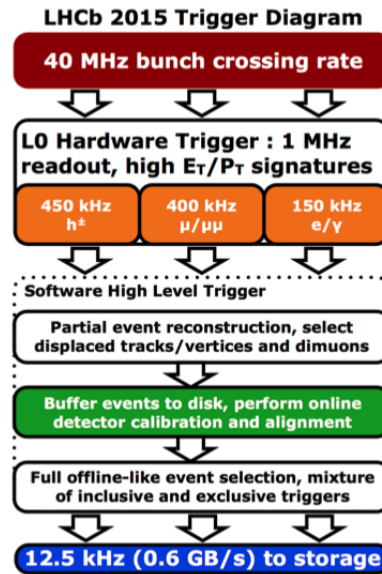 LHCb 2015 Trigger Diagram
40 MHz bunch crossing rate
L0 Hardware Trigger : 1 MHz
readout, high E_T/P_T signatures
450 kHz
h±
400 kHz
μ/μμ
150 kHz
e/γ
Software High Level Trigger
Partial event reconstruction, select
displaced tracks/vertices and dimuons
Buffer events to disk, perform online
detector calibration and alignment
Full offline-like event selection, mixture
of inclusive and exclusive triggers
12.5 kHz (0.6 GB/s) to storage